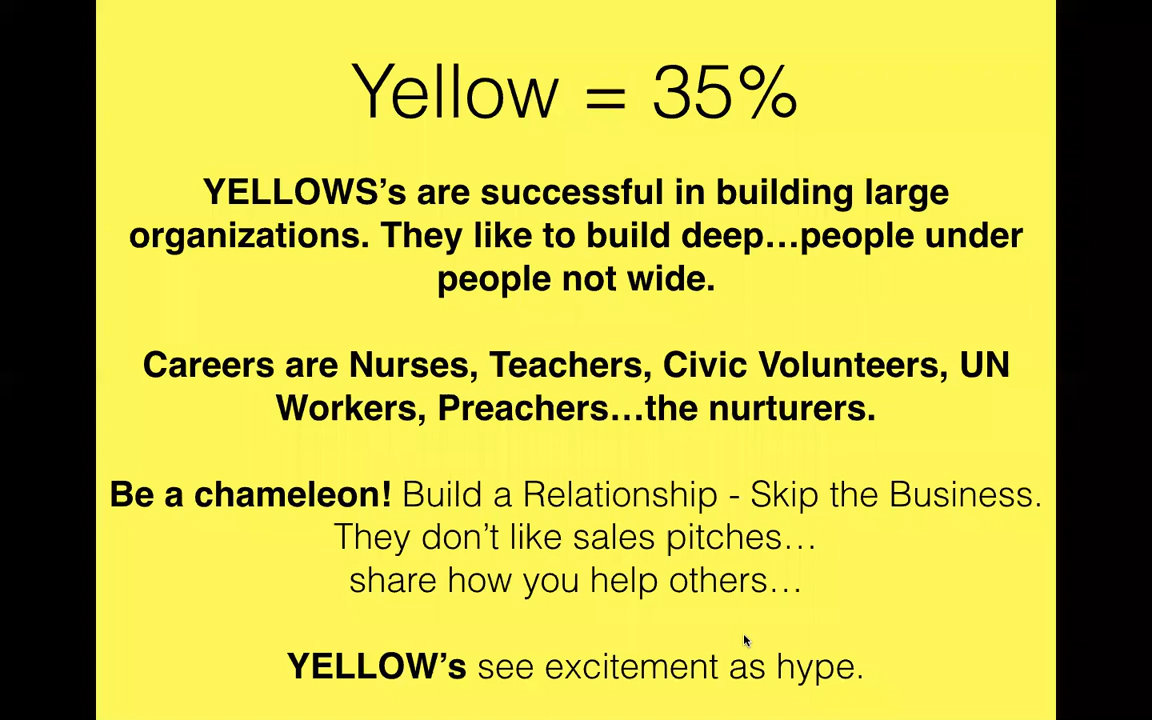 Yellow = 35%
YELLOWS’s are successful in building large
organizations. They like to build deep…people under
people not wide.
Careers are Nurses, Teachers, Civic Volunteers, UN
Workers, Preachers…the nurturers.
Be a chameleon! Build a Relationship - Skip the Business.
They don’t like sales pitches…
share how you help others…
YELLOW’s see excitement as hype.